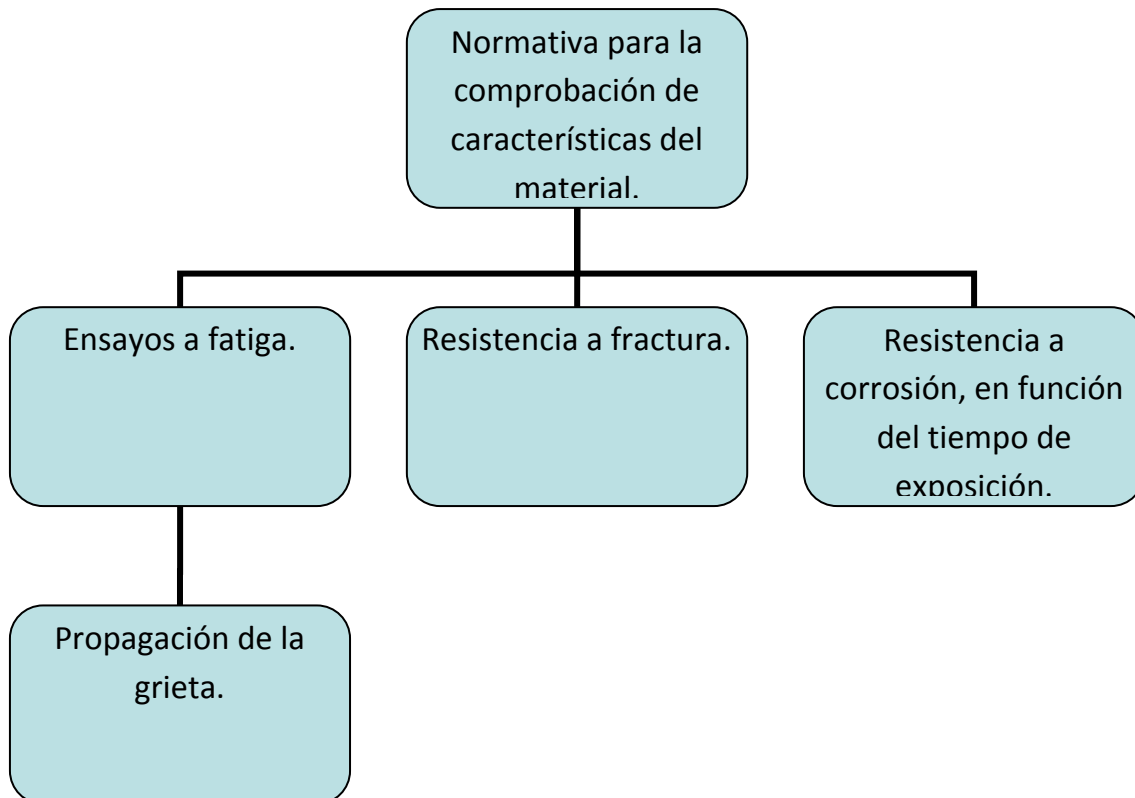 Normativa para la
comprobación de
características del
material.
Ensayos a fatiga.
Resistencia a fractura.
Resistencia a
corrosión, en función
del tiempo de
exposición.
Propagación de la
grieta.